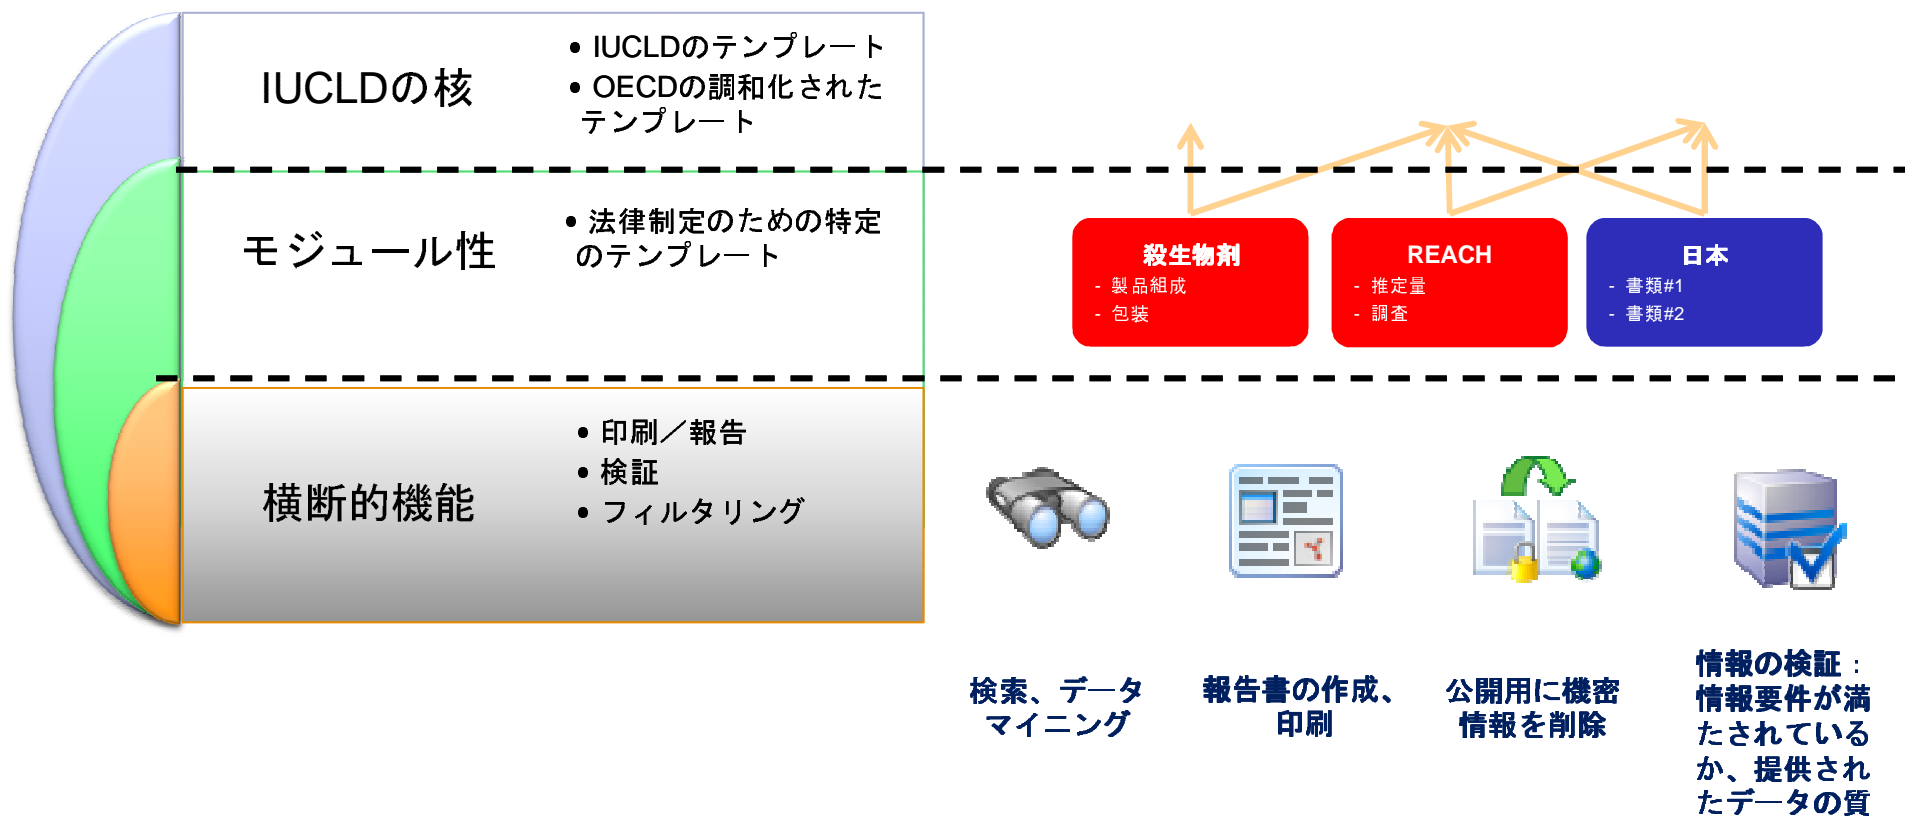 IUCLDの核
• IUCLDのテンプレート
• OECDの調和化された
テンプレート
モジュール性
• 法律制定のための特定
のテンプレート
殺生物剤
- 製品組成
- 包装
REACH
- 推定量
- 調査
日本
- 書類#1
- 書類#2
横断的機能
• 印刷／報告
• 検証
• フィルタリング
検索、データ
マイニング
報告書の作成、
印刷
公開用に機密
情報を削除
情報の検証：
情報要件が満
たされている
か、提供され
たデータの質